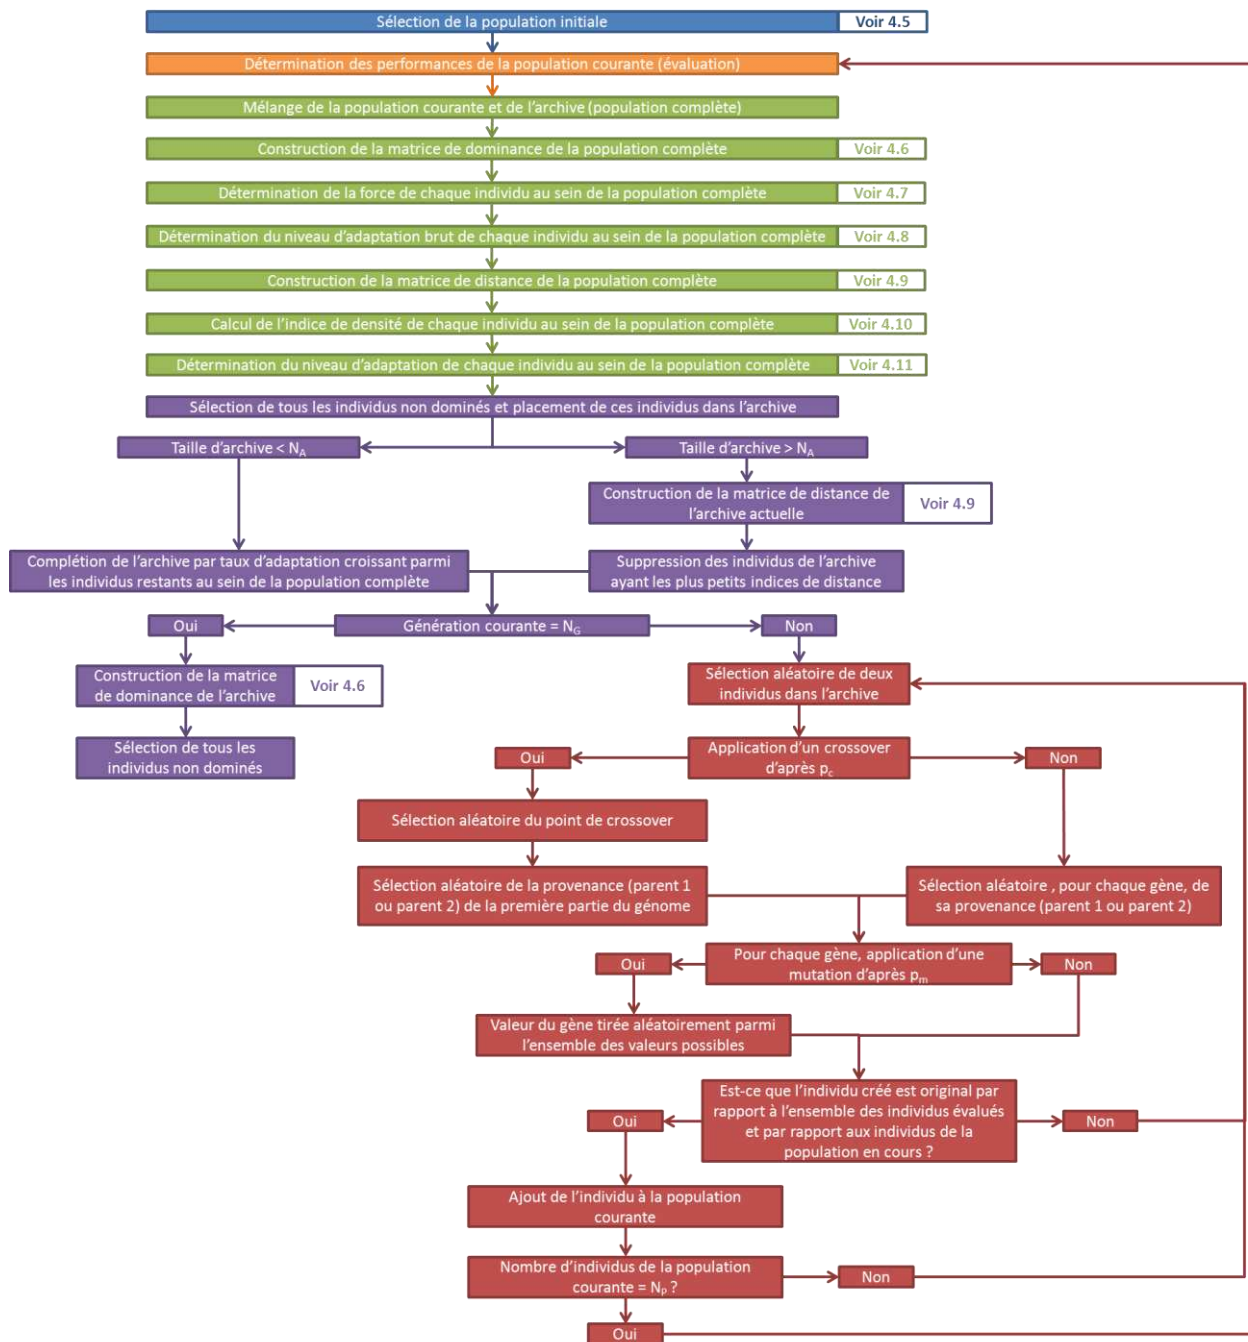 Sélection de la population initiale
Voir 4.5
Détermination des performances de la population courante (évaluation)
Mélange de la population courante et de l'archive (population complète)
Construction de la matrice de dominance de la population complète
Voir 4.6
Détermination de la force de chaque individu au sein de la population complète
Voir 4.7
Détermination du niveau d'adaptation brut de chaque individu au sein de la population complète
Voir 4.8
Construction de la matrice de distance de la population complète
Voir 4.9
Calcul de l'indice de densité de chaque individu au sein de la population complète
Voir 4.10
Détermination du niveau d'adaptation de chaque individu au sein de la population complète
Voir 4.11
Sélection de tous les individus non dominés et placement de ces individus dans l'archive
Taille d'archive < N_A
Taille d'archive > N_A
Construction de la matrice de distance de
l'archive actuelle
Voir 4.9
Complétion de l'archive par taux d'adaptation croissant parmi
les individus restants au sein de la population complète
Suppression des individus de l'archive
ayant les plus petits indices de distance
Oui
Génération courante = N_G
Non
Construction de la matrice
de dominance de l'archive
Voir 4.6
Sélection aléatoire de deux
individus dans l'archive
Sélection de tous les
individus non dominés
Oui
Application d'un crossover
d'après p_c
Non
Sélection aléatoire du point de crossover
Sélection aléatoire de la provenance (parent 1
ou parent 2) de la première partie du génome
Sélection aléatoire , pour chaque gène, de
sa provenance (parent 1 ou parent 2)
Oui
Pour chaque gène, application d'une
mutation d'après p_m
Non
Valeur du gène tirée aléatoirement parmi
l'ensemble des valeurs possibles
Oui
Est-ce que l'individu créé est original par
rapport à l'ensemble des individus évalués
et par rapport aux individus de la
population en cours ?
Non
Ajout de l'individu à la population
courante
Nombre d'individus de la population
courante = N_P ?
Non
Oui